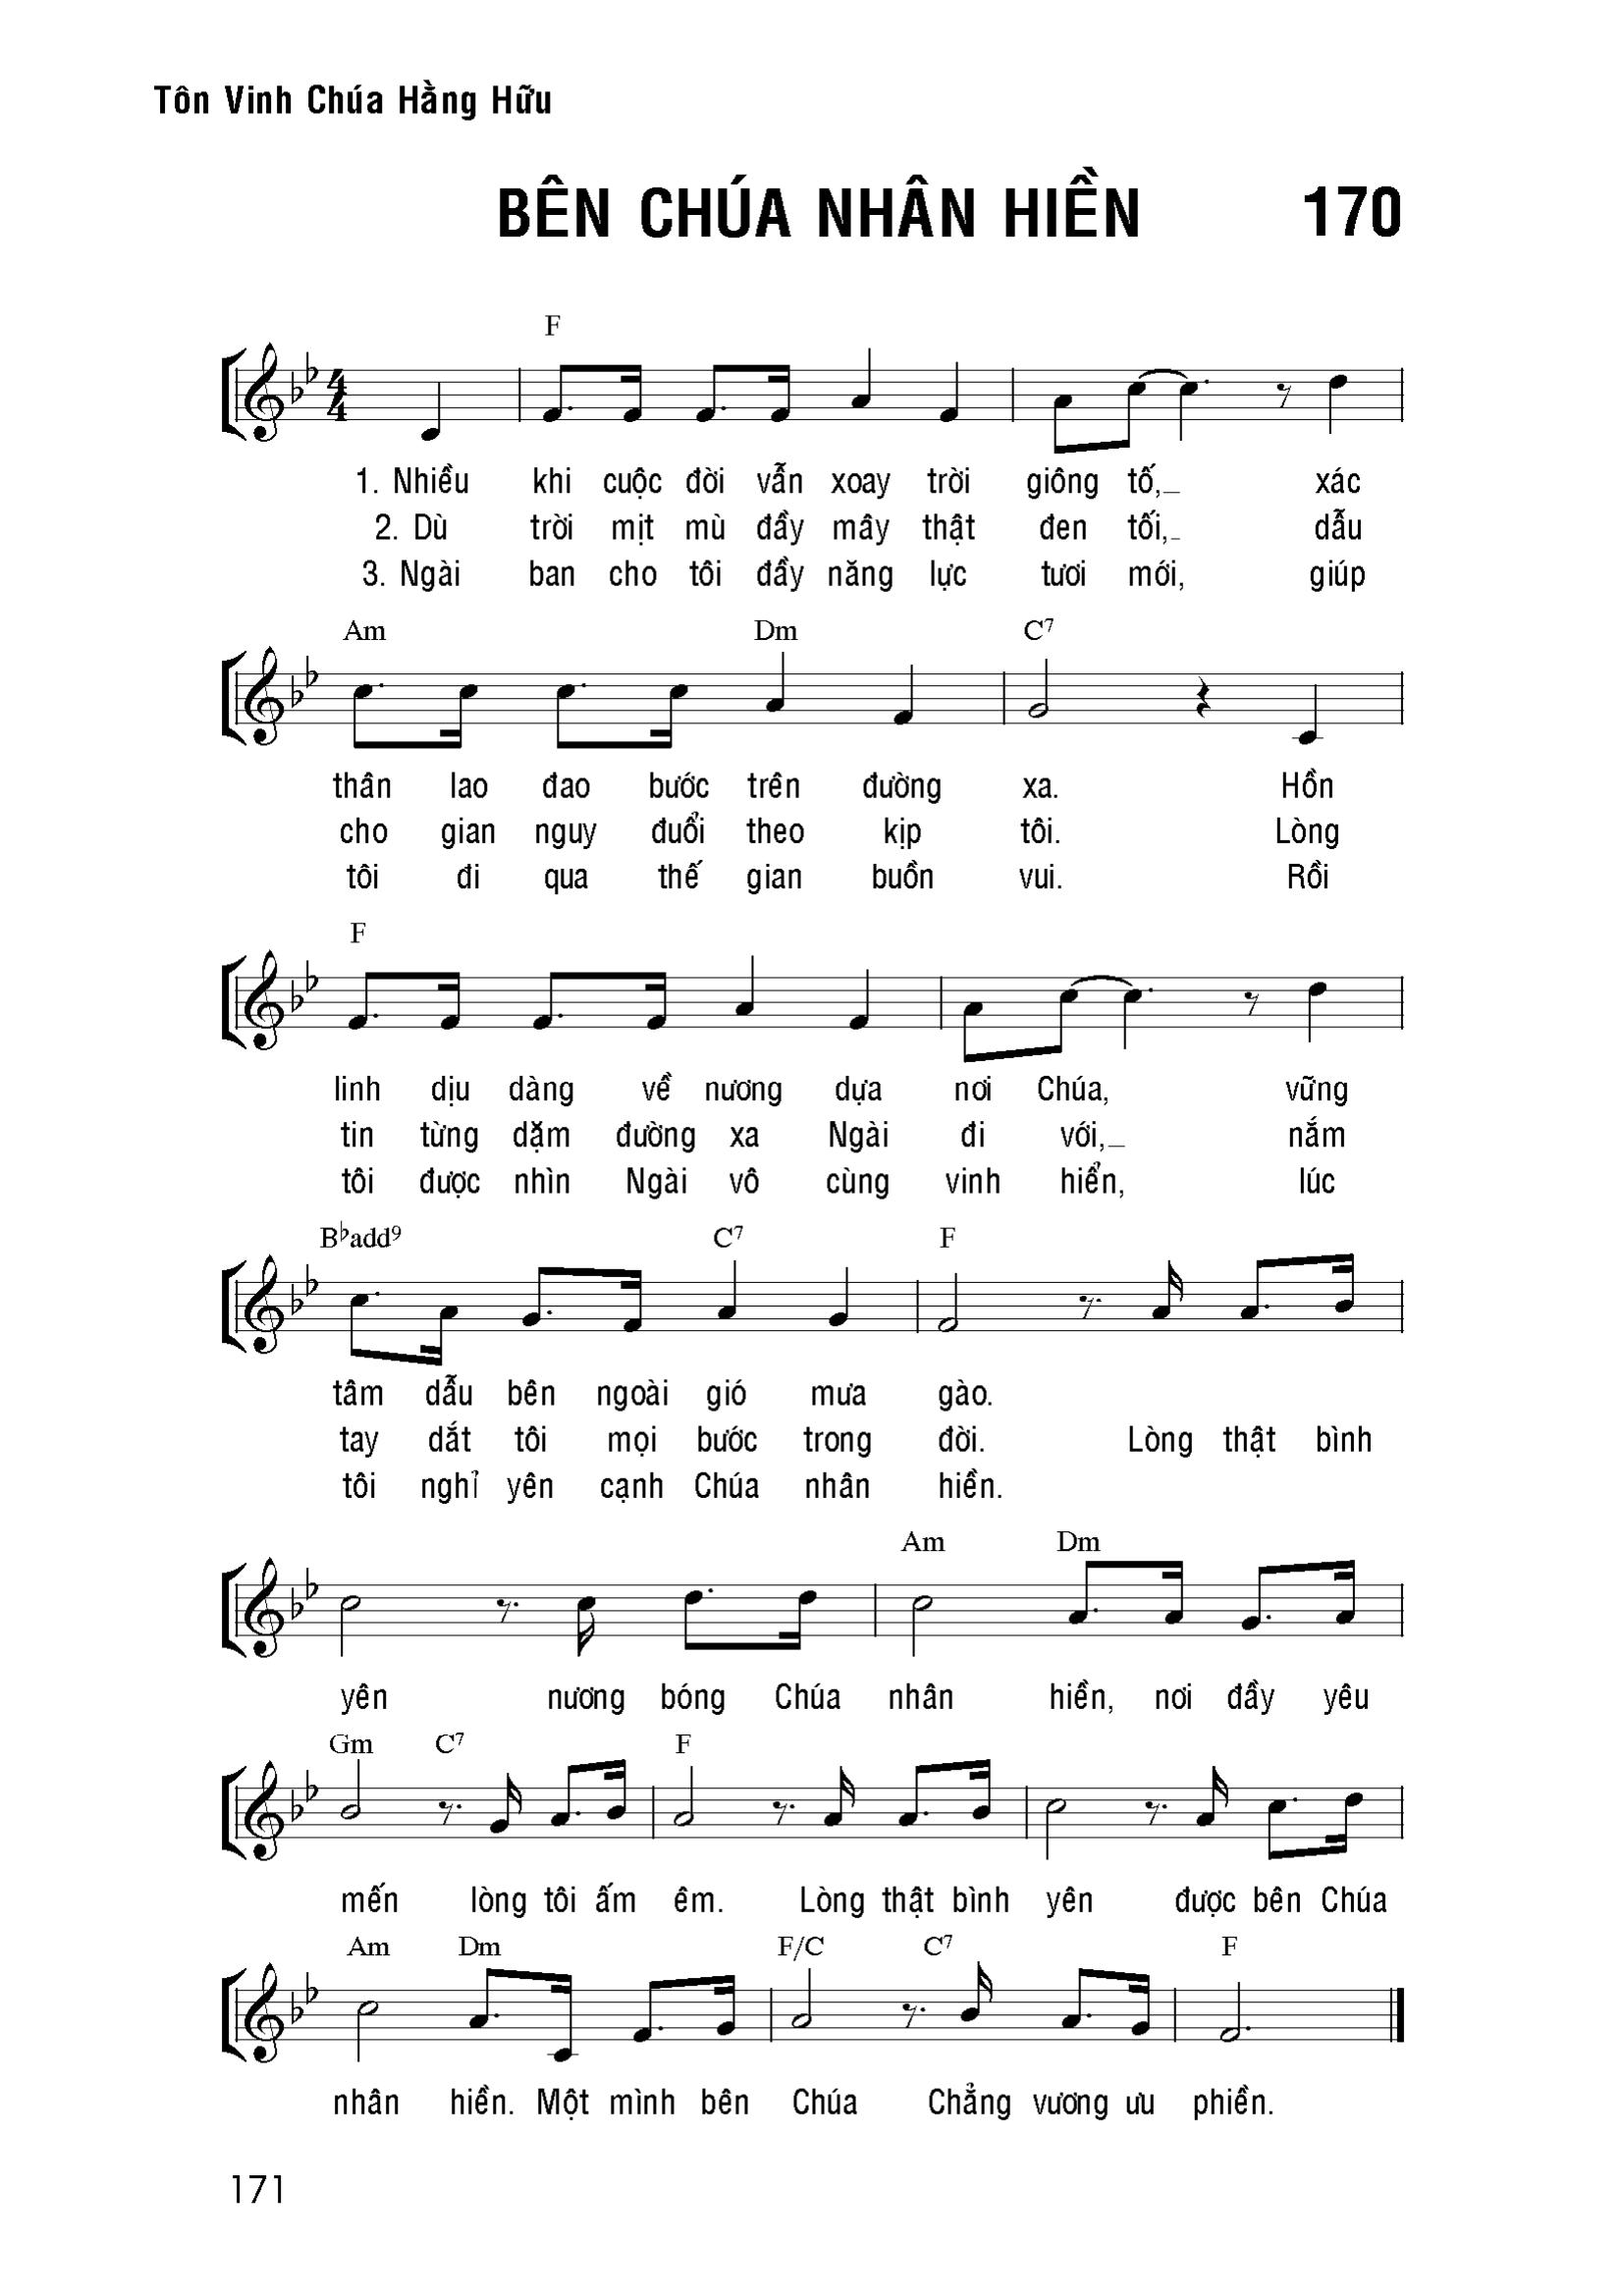 Tôn Vinh Chúa Hằng Hữu
BÊN CHÚA NHÂN HIỀN 170
F
4
4
1. Nhiều khi cuộc đời vẫn xoay trời giông tố,_ xác
2. Dù trời mịt mù đầy mây thật đen tối,_ dẫu
3. Ngài ban cho tôi đầy năng lực tươi mới, giúp
Am Dm C7
thân lao đao bước trên đường xa. Hồn
cho gian nguy đuổi theo kịp tôi. Lòng
tôi đi qua thế gian buồn vui. Rồi
F
linh dịu dàng về nương dựa nơi Chúa, vững
tin từng dặm đường xa Ngài đi với,_ nắm
tôi được nhìn Ngài vô cùng vinh hiển, lúc
B♭add9 C7 F
tâm dẫu bên ngoài gió mưa gào.
tay dắt tôi mọi bước trong đời. Lòng thật bình
tôi nghỉ yên cạnh Chúa nhân hiền.
Am Dm
yên nương bóng Chúa nhân hiền, nơi đầy yêu
Gm C7 F
mến lòng tôi ấm êm. Lòng thật bình yên được bên Chúa
Am Dm F/C C7 F
nhân hiền. Một mình bên Chúa Chẳng vương ưu phiền.
171